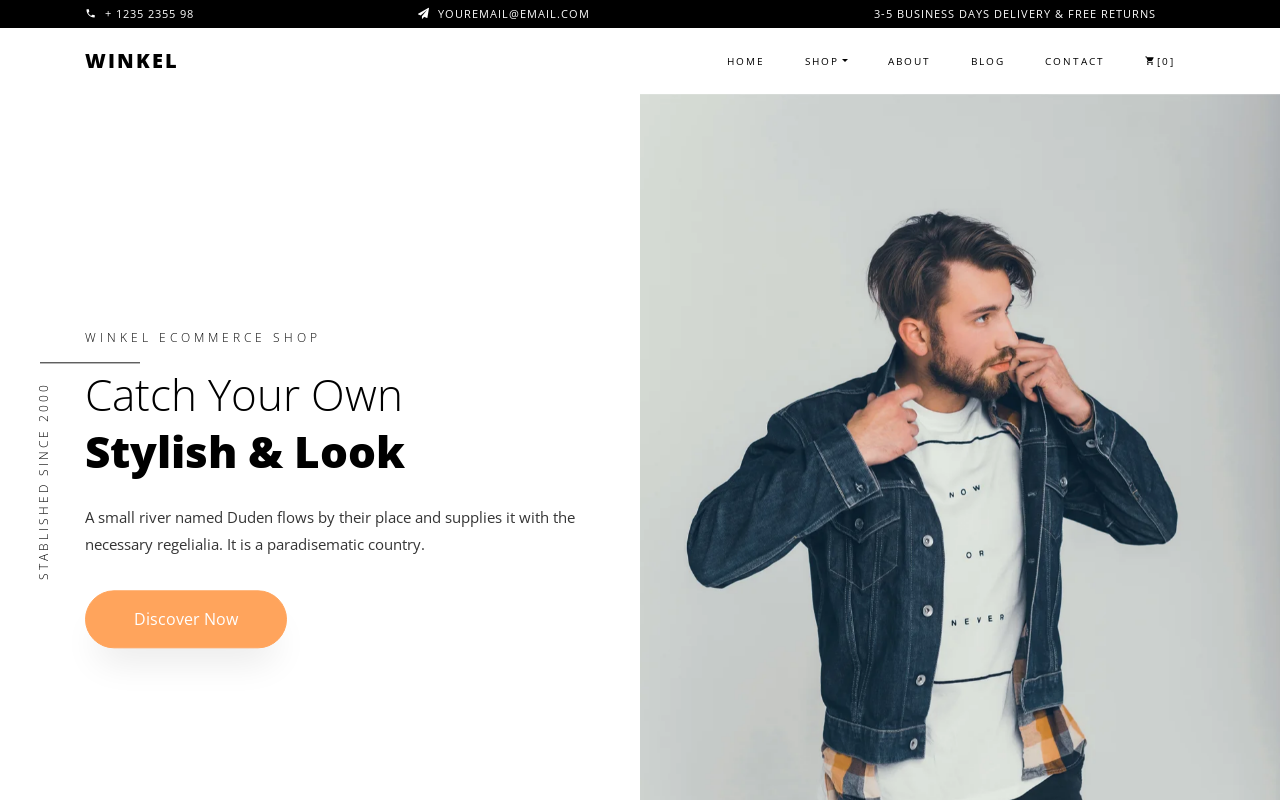 + 1235 2355 98
YOUREMAIL@EMAIL.COM
3-5 BUSINESS DAYS DELIVERY & FREE RETURNS
WINKEL
HOME
SHOP
ABOUT
BLOG
CONTACT
[0]
WINKEL ECOMMERCE SHOP
Catch Your Own
Stylish & Look
STABLISHED SINCE 2000
A small river named Duden flows by their place and supplies it with the
necessary regelialia. It is a paradisematic country.
Discover Now
NOW
OR
NEVER